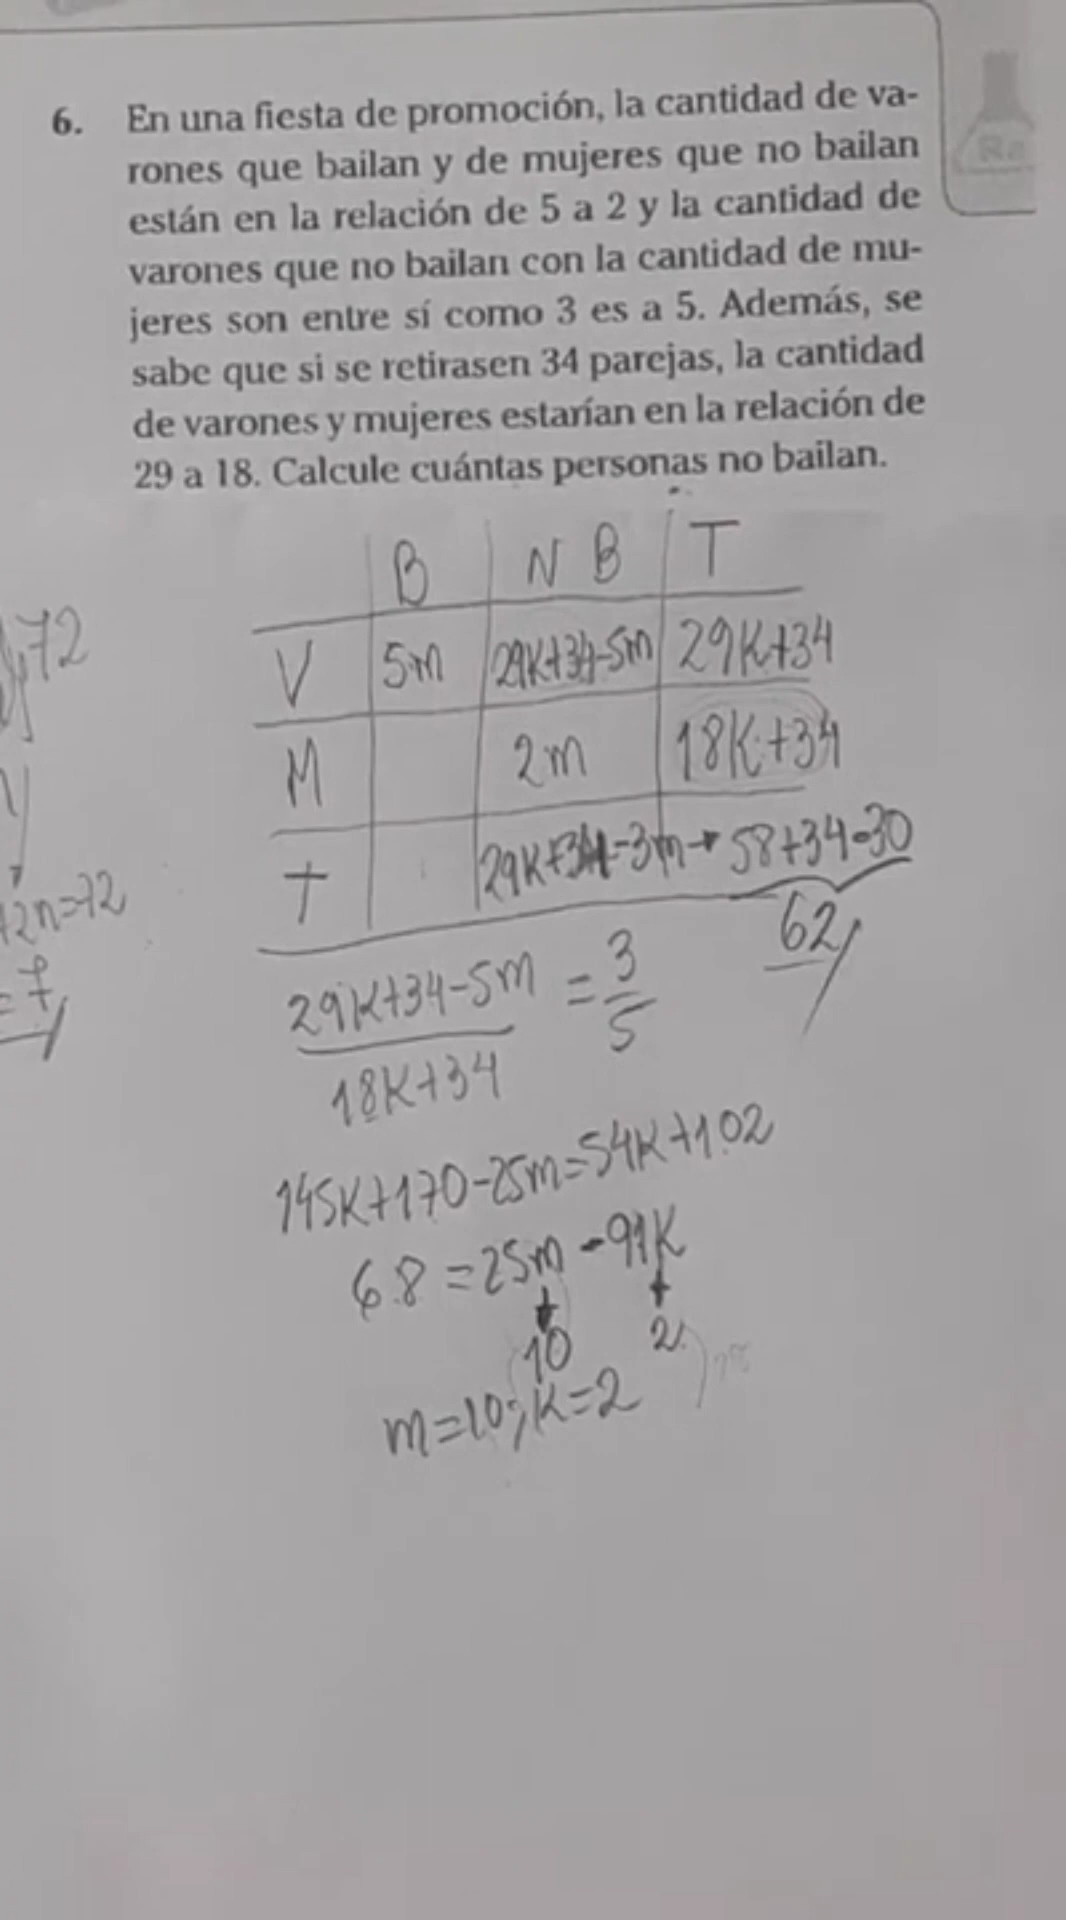 6. En una fiesta de promoción, la cantidad de va-
rones que bailan y de mujeres que no bailan
están en la relación de 5 a 2 y la cantidad de
varones que no bailan con la cantidad de mu-
jeres son entre sí como 3 es a 5. Además, se
sabe que si se retirasen 34 parejas, la cantidad
de varones y mujeres estarían en la relación de
29 a 18. Calcule cuántas personas no bailan.
B NB T
V 5m 29K+34-5m 29K+34
M 2m 18K+34
T 29K+34-3m → 58+34-30
62
29K+34-5m = 3
18K+34 5
145K+170-25m=54K+102
68=25m-91K
10 2
m=10; K=2
72
2n=72
=7